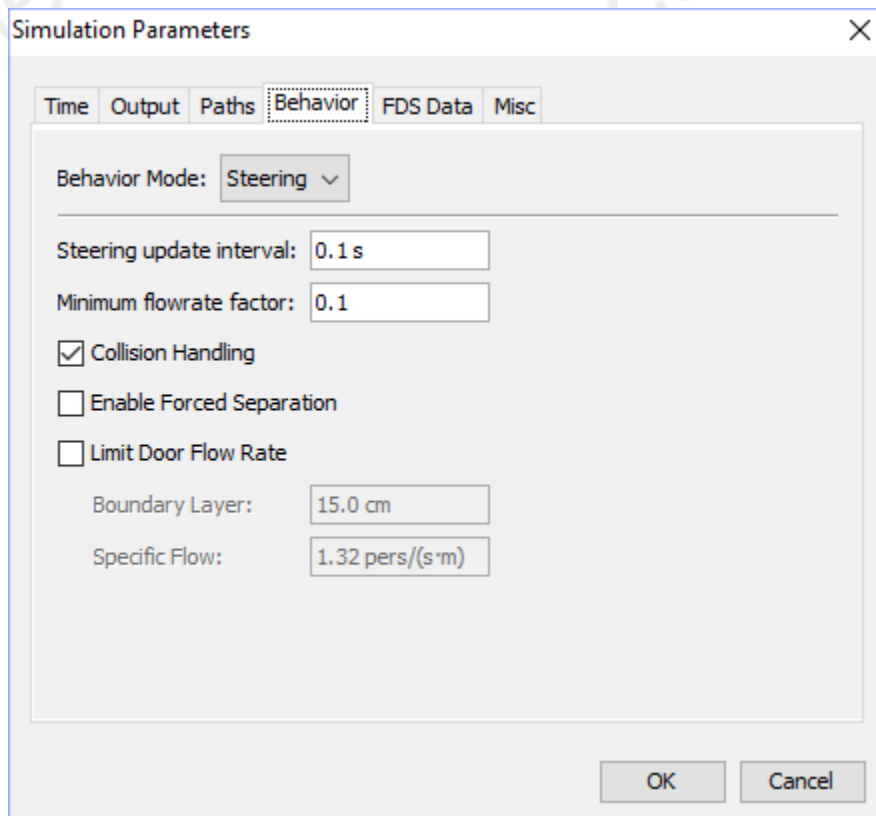 Simulation Parameters
Time Output Paths Behavior FDS Data Misc
Behavior Mode: Steering
Steering update interval: 0.1 s
Minimum flowrate factor: 0.1
Collision Handling
Enable Forced Separation
Limit Door Flow Rate
Boundary Layer: 15.0 cm
Specific Flow: 1.32 pers/(s·m)
OK Cancel